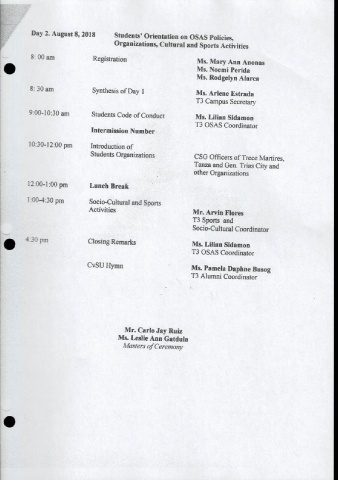 Day 2. August 8, 2018 Students' Orientation on OSAS Policies,
Organizations, Cultural and Sports Activities
8:00 am Registration Ms. Mary Ann Anonas
Ms. Noemi Perida
Ms. Rodgelyn Alarca
8:30 am Synthesis of Day 1 Ms. Arlene Estrada
T3 Campus Secretary
9:00-10:30 am Students Code of Conduct Ms. Lilian Sidamon
T3 OSAS Coordinator
Intermission Number
10:30-12:00 pm Introduction of
Students Organizations CSG Officers of Trece Martires,
Tanza and Gen. Trias City and
other Organizations
12:00-1:00 pm Lunch Break
1:00-4:30 pm Socio-Cultural and Sports
Activities Mr. Arvin Flores
T3 Sports and
Socio-Cultural Coordinator
4:30 pm Closing Remarks Ms. Lilian Sidamon
T3 OSAS Coordinator
CvSU Hymn Ms. Pamela Daphne Busog
T3 Alumni Coordinator
Mr. Carlo Jay Ruiz
Ms. Leslie Ann Gatdula
Masters of Ceremony